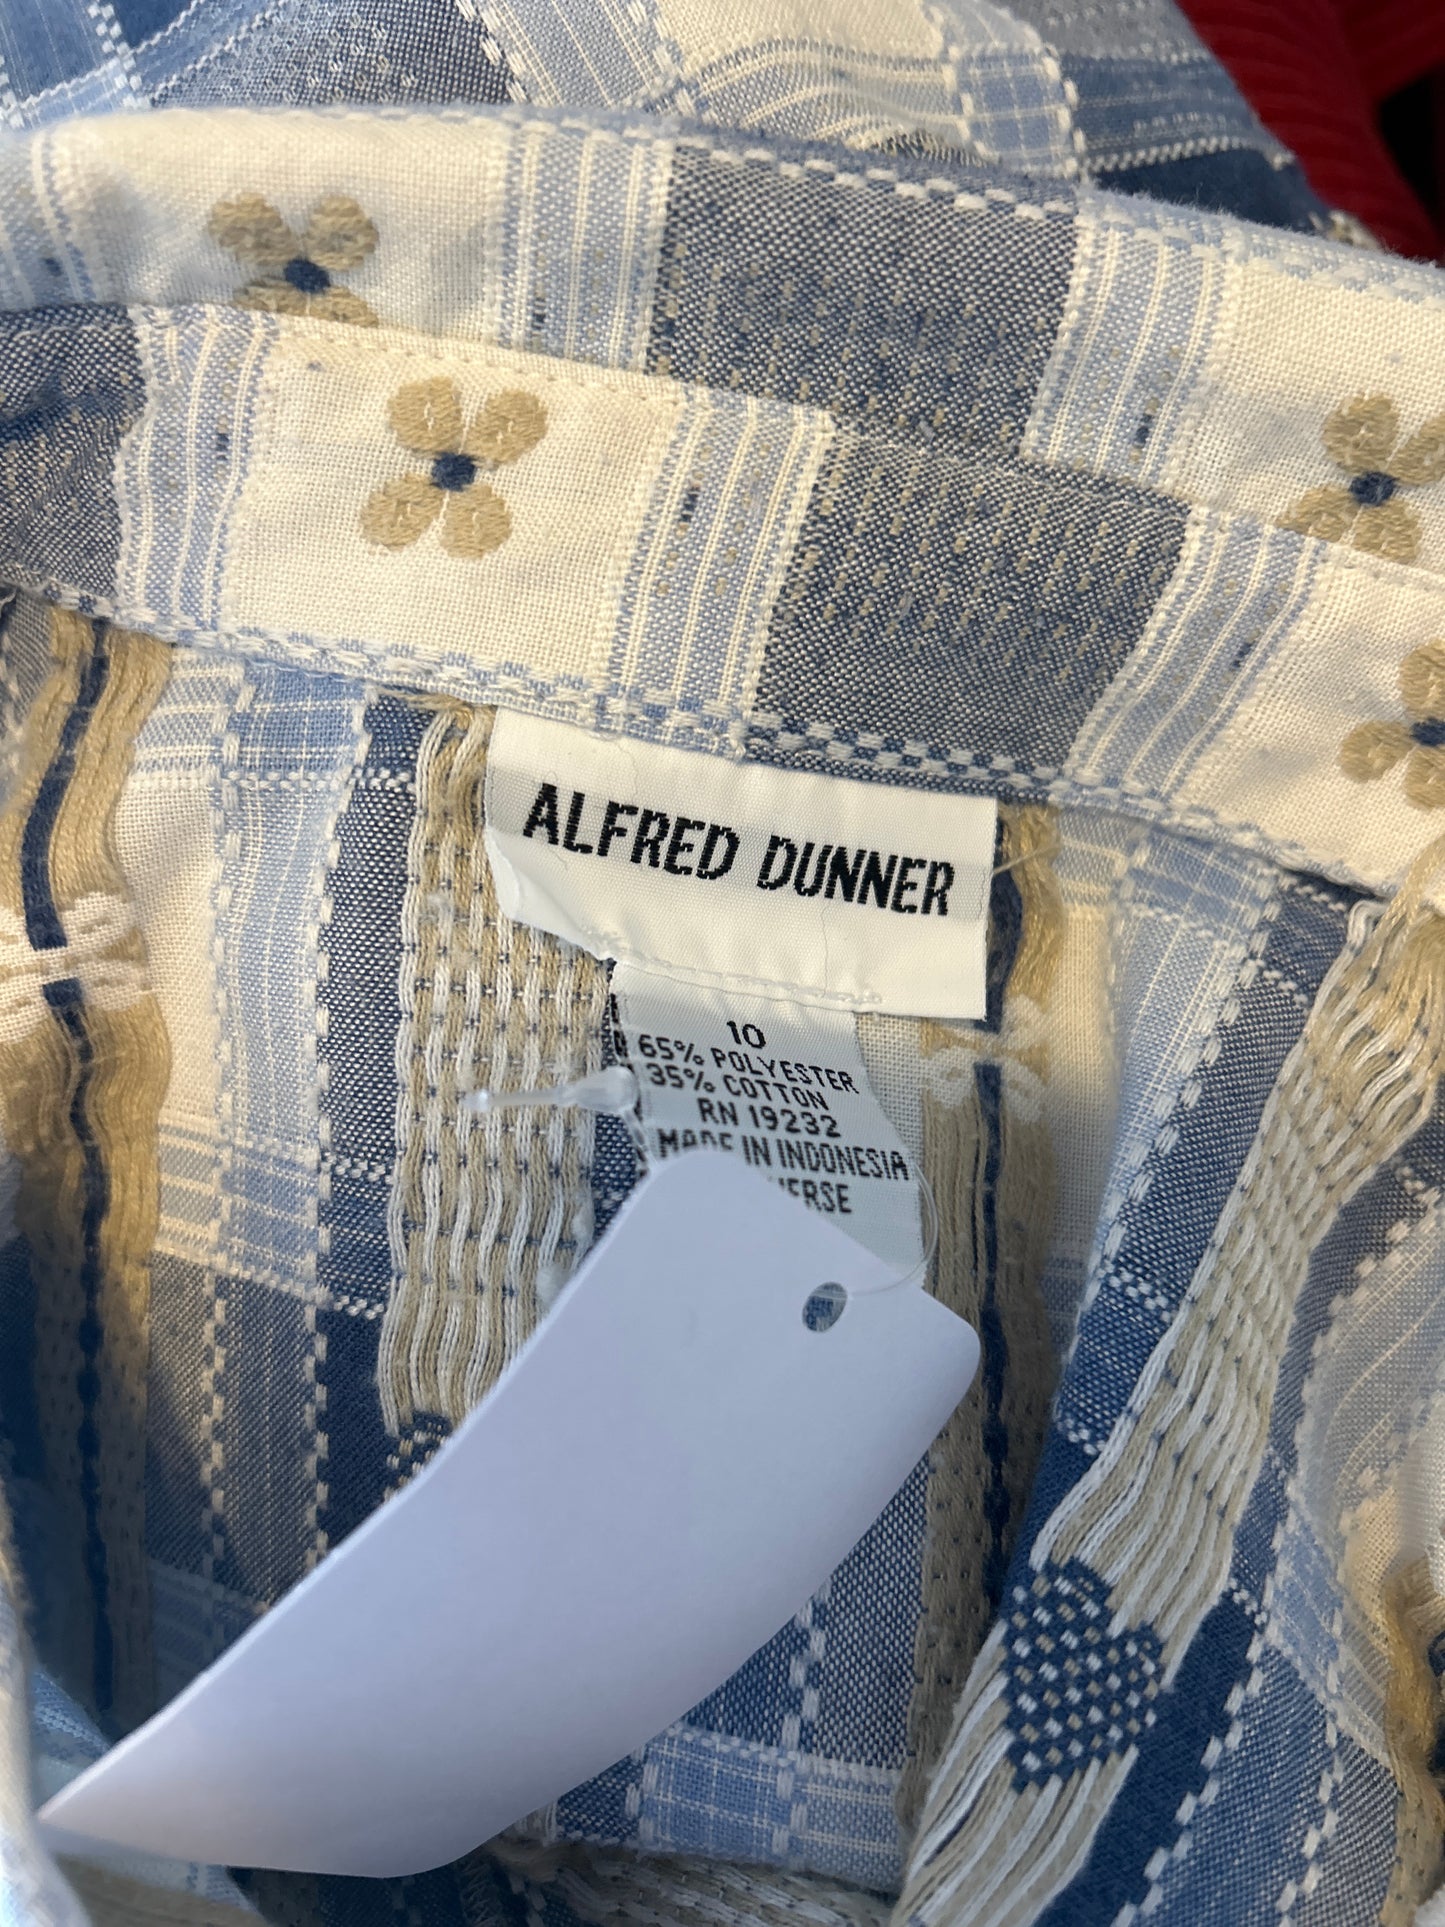 ALFRED DUNNER
10
65% POLYESTER
35% COTTON
RN 19232
MADE IN INDONESIA